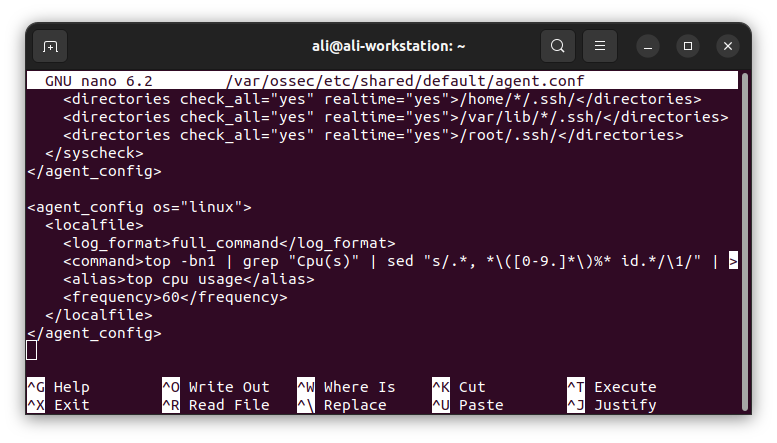 ali@ali-workstation: ~
GNU nano 6.2 /var/ossec/etc/shared/default/agent.conf
<directories check_all="yes" realtime="yes">/home/*/.ssh/</directories>
<directories check_all="yes" realtime="yes">/var/lib/*/.ssh/</directories>
<directories check_all="yes" realtime="yes">/root/.ssh/</directories>
</syscheck>
</agent_config>
<agent_config os="linux">
<localfile>
<log_format>full_command</log_format>
<command>top -bn1 | grep "Cpu(s)" | sed "s/.*, *\([0-9.]*\)%* id.*/\1/" | >
<alias>top cpu usage</alias>
<frequency>60</frequency>
</localfile>
</agent_config>
^G Help ^O Write Out ^W Where Is ^K Cut ^T Execute
^X Exit ^R Read File ^\ Replace ^U Paste ^J Justify